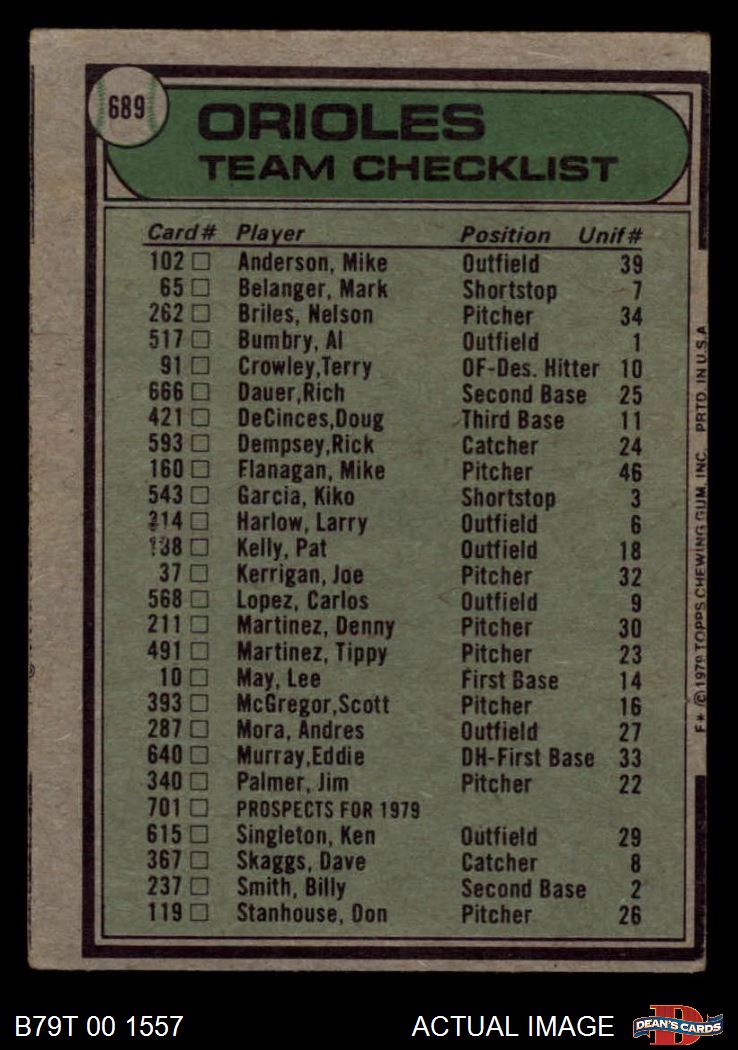 689
ORIOLES
TEAM CHECKLIST
Card# Player Position Unif#
102 Anderson, Mike Outfield 39
65 Belanger, Mark Shortstop 7
262 Briles, Nelson Pitcher 34
517 Bumbry, Al Outfield 1
91 Crowley,Terry OF-Des. Hitter 10
666 Dauer,Rich Second Base 25
421 DeCinces,Doug Third Base 11
593 Dempsey,Rick Catcher 24
160 Flanagan, Mike Pitcher 46
543 Garcia, Kiko Shortstop 3
314 Harlow, Larry Outfield 6
188 Kelly, Pat Outfield 18
37 Kerrigan, Joe Pitcher 32
568 Lopez, Carlos Outfield 9
211 Martinez, Denny Pitcher 30
491 Martinez, Tippy Pitcher 23
10 May, Lee First Base 14
393 McGregor,Scott Pitcher 16
287 Mora, Andres Outfield 27
640 Murray,Eddie DH-First Base 33
340 Palmer, Jim Pitcher 22
701 PROSPECTS FOR 1979
615 Singleton, Ken Outfield 29
367 Skaggs, Dave Catcher 8
237 Smith, Billy Second Base 2
119 Stanhouse, Don Pitcher 26
F* © 1979 TOPPS CHEWING GUM, INC. PRTD. IN U.S.A.
B79T 00 1557 ACTUAL IMAGE
D
DEAN'S CARDS